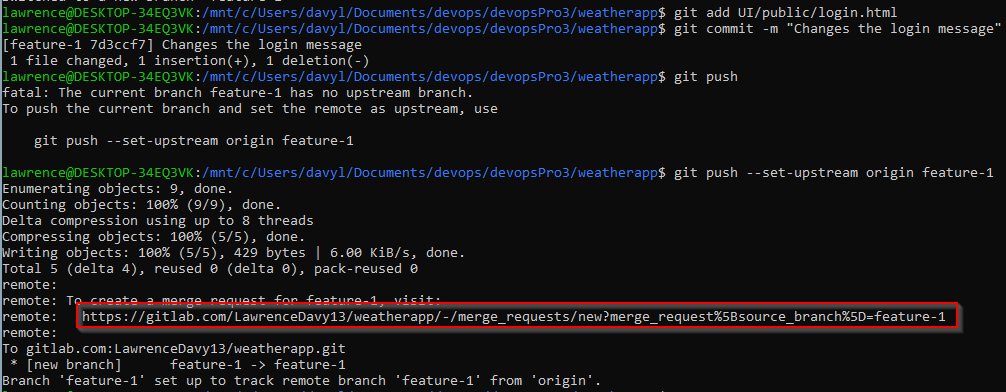 lawrence@DESKTOP-34EQ3VK:/mnt/c/Users/davyl/Documents/devops/devopsPro3/weatherapp$ git add UI/public/login.html
lawrence@DESKTOP-34EQ3VK:/mnt/c/Users/davyl/Documents/devops/devopsPro3/weatherapp$ git commit -m "Changes the login message"
[feature-1 7d3ccf7] Changes the login message
 1 file changed, 1 insertion(+), 1 deletion(-)
lawrence@DESKTOP-34EQ3VK:/mnt/c/Users/davyl/Documents/devops/devopsPro3/weatherapp$ git push
fatal: The current branch feature-1 has no upstream branch.
To push the current branch and set the remote as upstream, use
    git push --set-upstream origin feature-1
lawrence@DESKTOP-34EQ3VK:/mnt/c/Users/davyl/Documents/devops/devopsPro3/weatherapp$ git push --set-upstream origin feature-1
Enumerating objects: 9, done.
Counting objects: 100% (9/9), done.
Delta compression using up to 8 threads
Compressing objects: 100% (5/5), done.
Writing objects: 100% (5/5), 429 bytes | 6.00 KiB/s, done.
Total 5 (delta 4), reused 0 (delta 0), pack-reused 0
remote:
remote: To create a merge request for feature-1, visit:
remote:   https://gitlab.com/LawrenceDavy13/weatherapp/-/merge_requests/new?merge_request%5Bsource_branch%5D=feature-1
remote:
To gitlab.com:LawrenceDavy13/weatherapp.git
 * [new branch]      feature-1 -> feature-1
Branch 'feature-1' set up to track remote branch 'feature-1' from 'origin'.